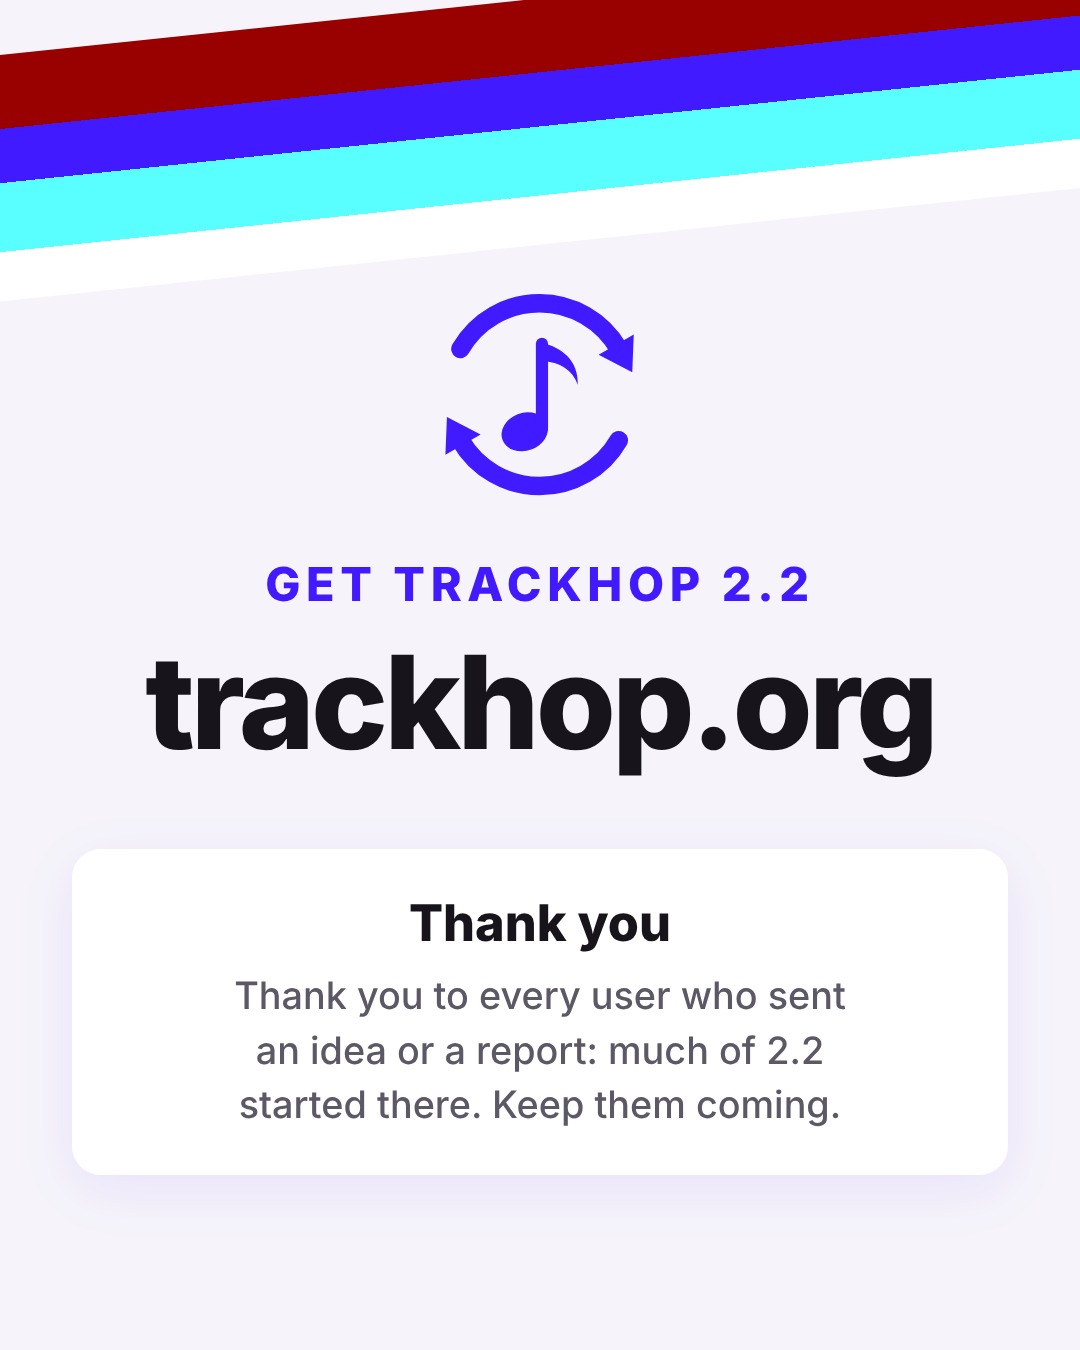 GET TRACKHOP 2.2
trackhop.org
Thank you
Thank you to every user who sent
an idea or a report: much of 2.2
started there. Keep them coming.